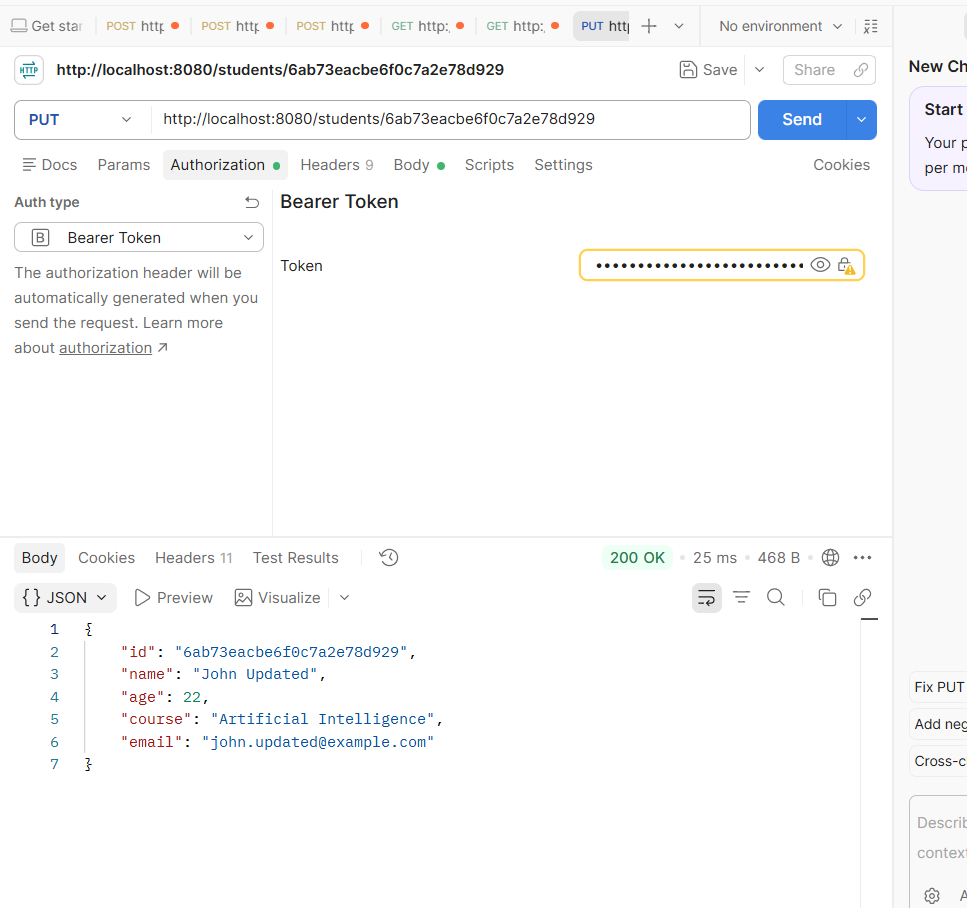 Get star
POST http
POST http
POST http
GET http:
GET http:
PUT http
No environment
HTTP
http://localhost:8080/students/6ab73eacbe6f0c7a2e78d929
Save
Share
New Ch
PUT
http://localhost:8080/students/6ab73eacbe6f0c7a2e78d929
Send
Start
Your p
per mo
Docs
Params
Authorization
Headers 9
Body
Scripts
Settings
Cookies
Auth type
B Bearer Token
The authorization header will be
automatically generated when you
send the request. Learn more
about authorization ↗
Bearer Token
Token
••••••••••••••••••••••••
Body
Cookies
Headers 11
Test Results
200 OK • 25 ms • 468 B •
{} JSON
Preview
Visualize
1 {
2 "id": "6ab73eacbe6f0c7a2e78d929",
3 "name": "John Updated",
4 "age": 22,
5 "course": "Artificial Intelligence",
6 "email": "john.updated@example.com"
7 }
Fix PUT
Add neg
Cross-c
Describ
context
A